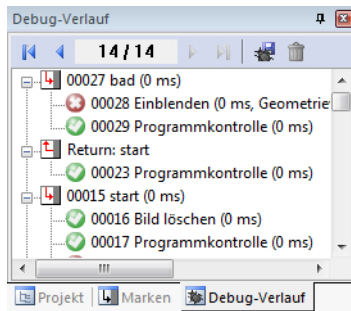 Debug-Verlauf
14/14
00027 bad (0 ms)
00028 Einblenden (0 ms, Geometrie
00029 Programmkontrolle (0 ms)
Return: start
00023 Programmkontrolle (0 ms)
00015 start (0 ms)
00016 Bild löschen (0 ms)
00017 Programmkontrolle (0 ms)
Projekt Marken Debug-Verlauf